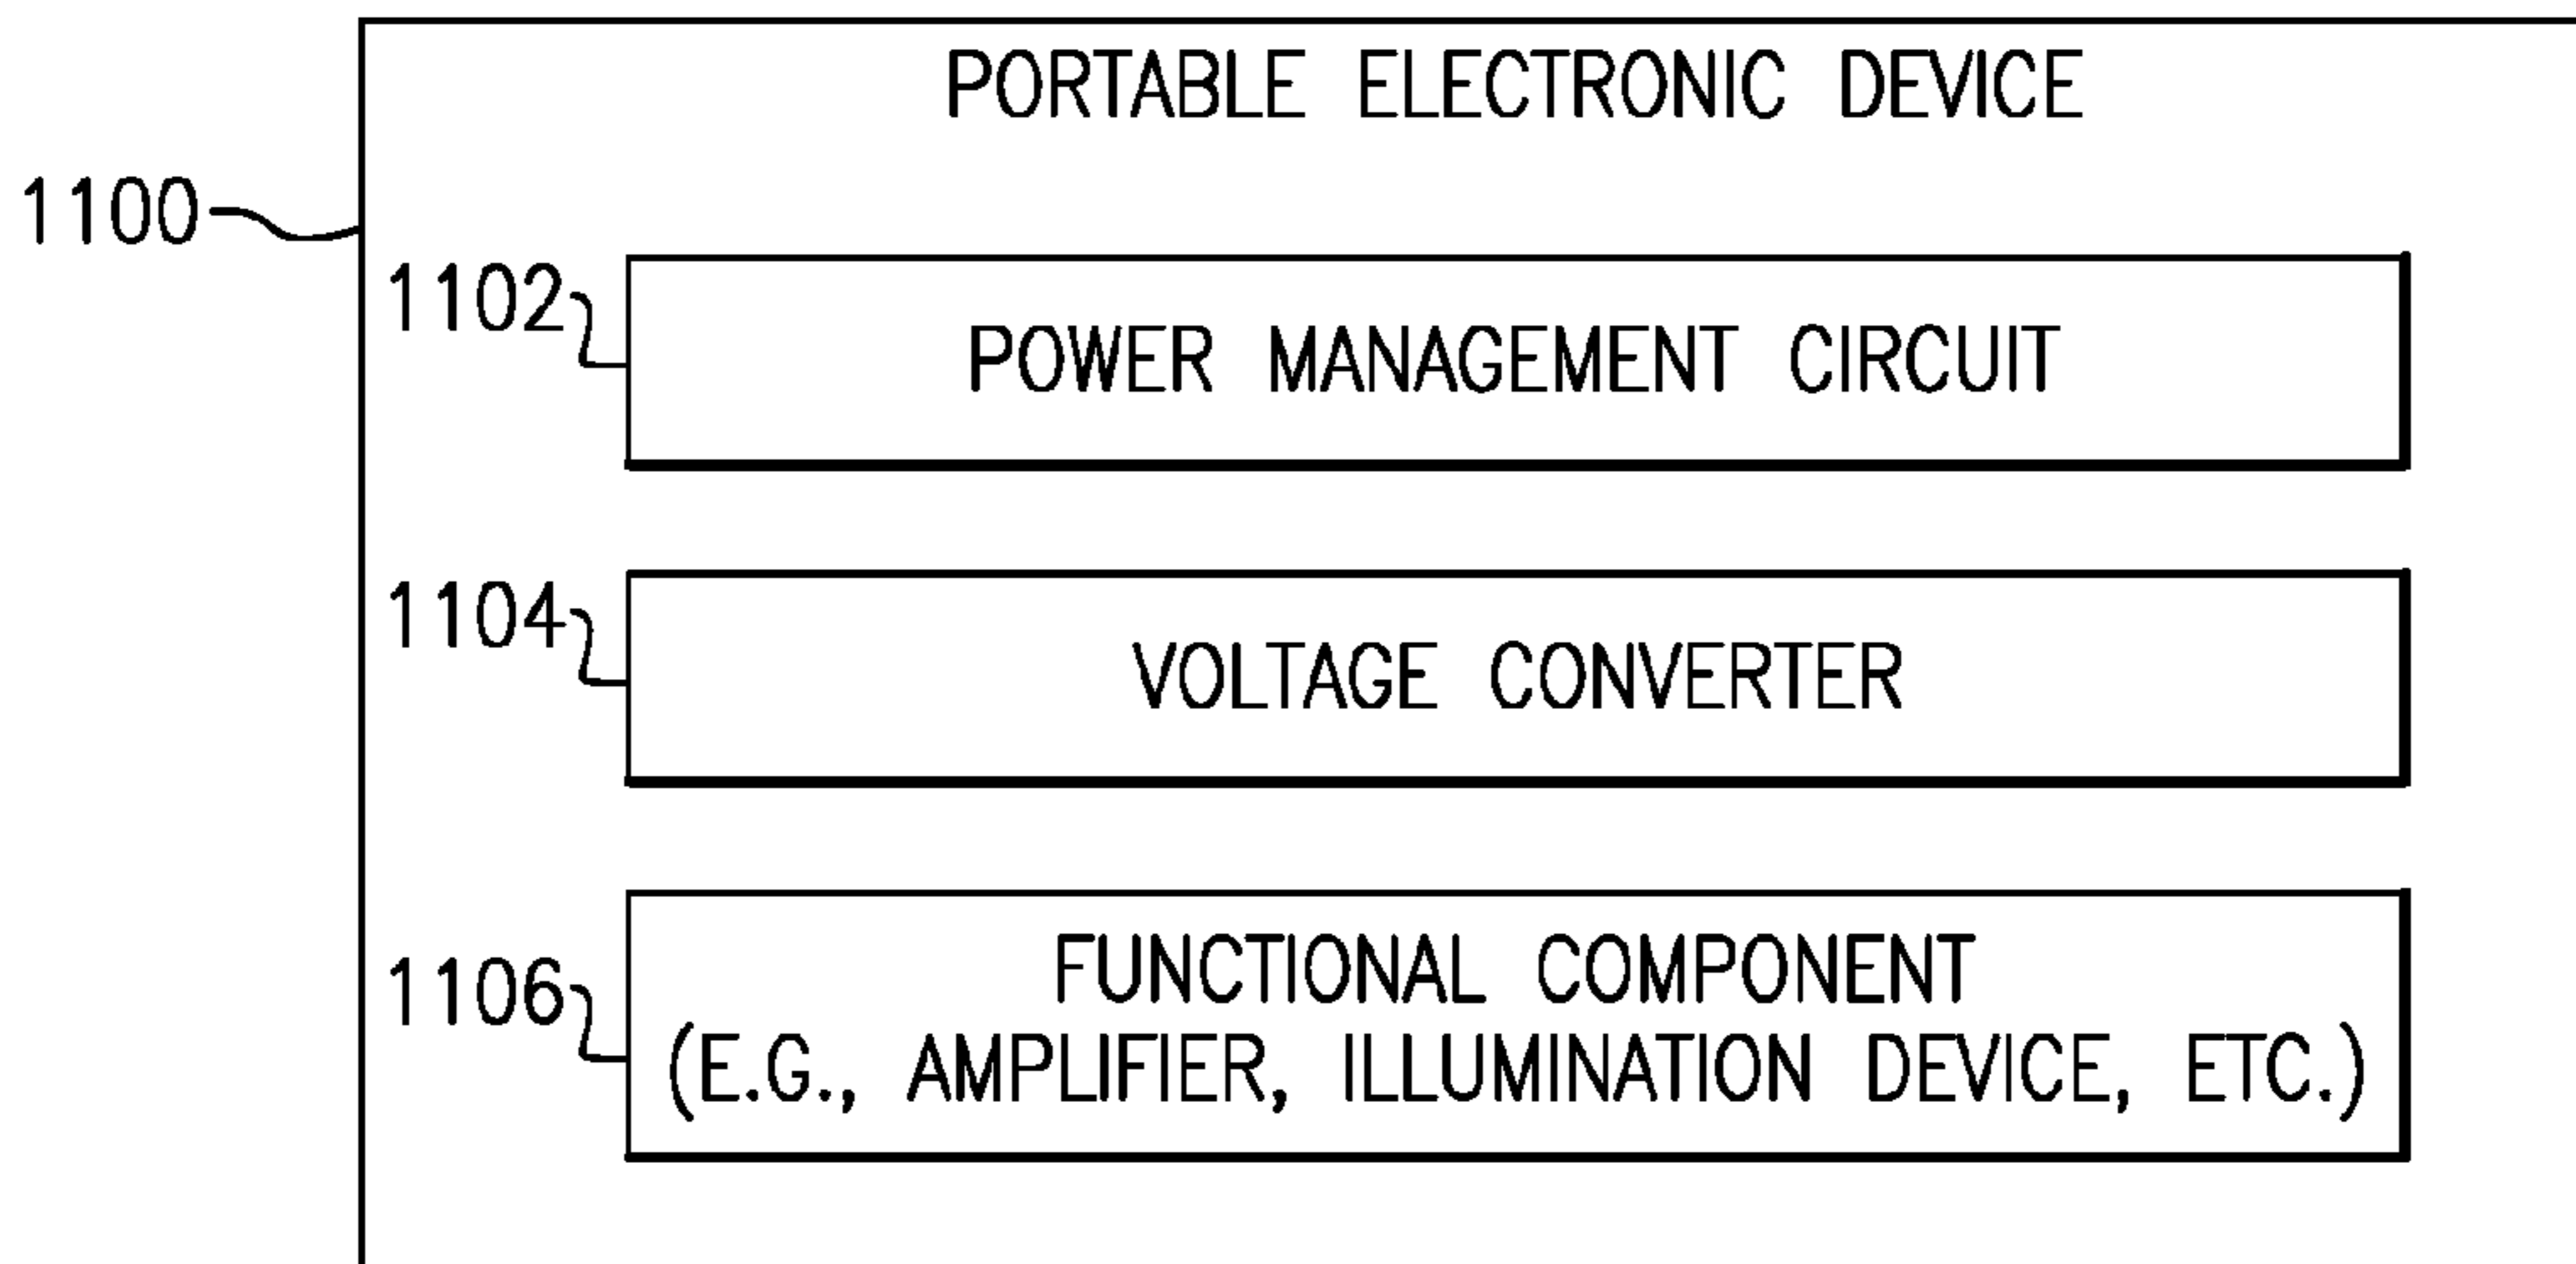 PORTABLE ELECTRONIC DEVICE
1100
1102
POWER MANAGEMENT CIRCUIT
1104
VOLTAGE CONVERTER
1106
FUNCTIONAL COMPONENT
(E.G., AMPLIFIER, ILLUMINATION DEVICE, ETC.)